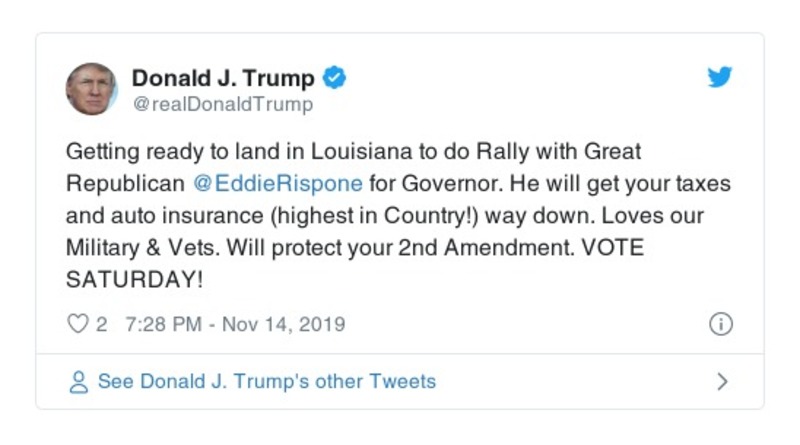 Donald J. Trump
@realDonaldTrump
Getting ready to land in Louisiana to do Rally with Great
Republican @EddieRispone for Governor. He will get your taxes
and auto insurance (highest in Country!) way down. Loves our
Military & Vets. Will protect your 2nd Amendment. VOTE
SATURDAY!
2 7:28 PM - Nov 14, 2019
See Donald J. Trump's other Tweets